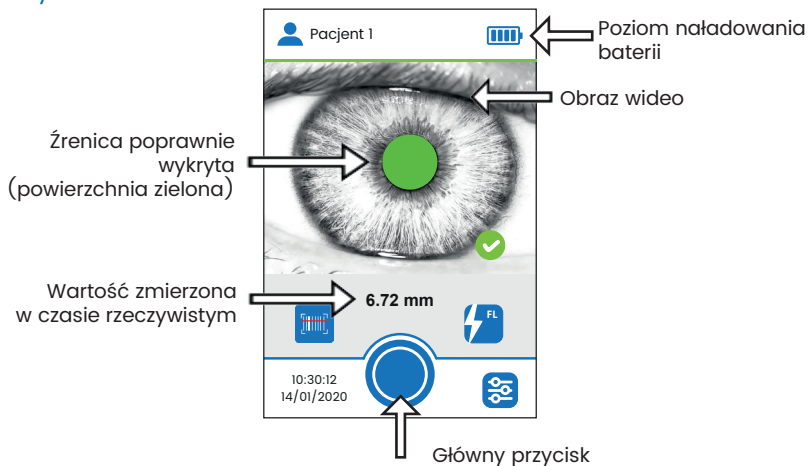 Pacjent 1
Poziom naładowania
baterii
Obraz wideo
Źrenica poprawnie
wykryta
(powierzchnia zielona)
Wartość zmierzona
w czasie rzeczywistym
6.72 mm
FL
10:30:12
14/01/2020
Główny przycisk